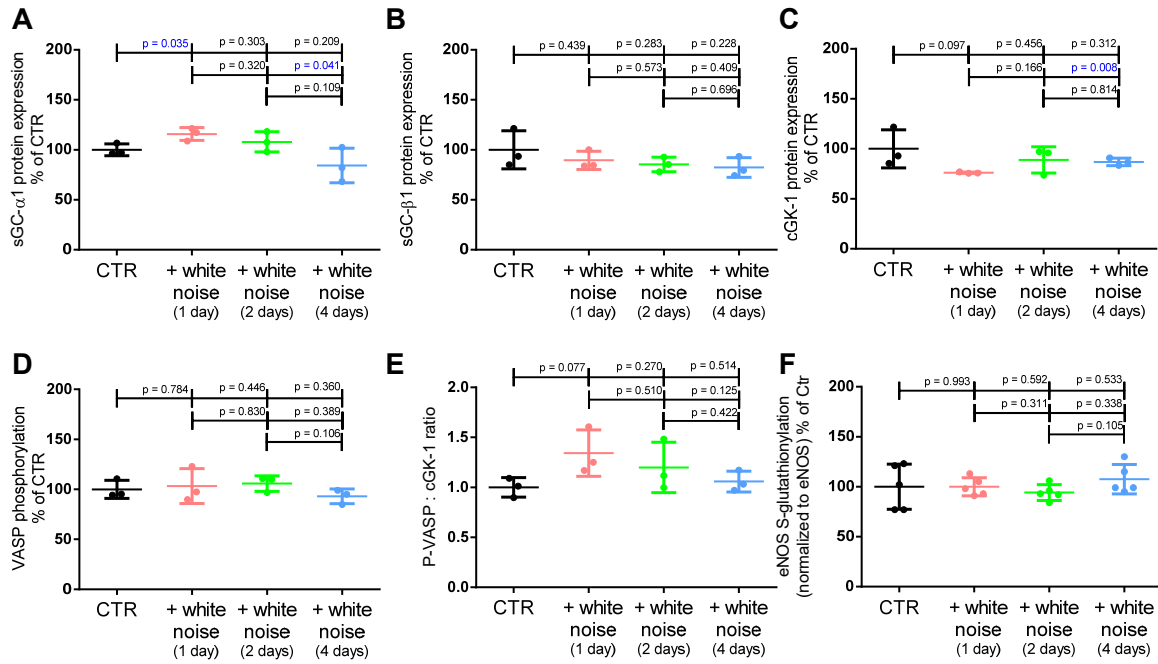 A
sGC-α1 protein expression
% of CTR
200
150
100
50
0
p = 0.035
p = 0.303
p = 0.209
p = 0.320
p = 0.041
p = 0.109
CTR
+ white
noise
(1 day)
+ white
noise
(2 days)
+ white
noise
(4 days)
B
sGC-β1 protein expression
% of CTR
200
150
100
50
0
p = 0.439
p = 0.283
p = 0.228
p = 0.573
p = 0.409
p = 0.696
CTR
+ white
noise
(1 day)
+ white
noise
(2 days)
+ white
noise
(4 days)
C
cGK-1 protein expression
% of CTR
200
150
100
50
0
p = 0.097
p = 0.456
p = 0.312
p = 0.166
p = 0.008
p = 0.814
CTR
+ white
noise
(1 day)
+ white
noise
(2 days)
+ white
noise
(4 days)
D
VASP phosphorylation
% of CTR
200
150
100
50
0
p = 0.784
p = 0.446
p = 0.360
p = 0.830
p = 0.389
p = 0.106
CTR
+ white
noise
(1 day)
+ white
noise
(2 days)
+ white
noise
(4 days)
E
P-VASP : cGK-1 ratio
2.0
1.5
1.0
0.5
0.0
p = 0.077
p = 0.270
p = 0.514
p = 0.510
p = 0.125
p = 0.422
CTR
+ white
noise
(1 day)
+ white
noise
(2 days)
+ white
noise
(4 days)
F
eNOS S-glutathionylation
(normalized to eNOS) % of Ctr
200
150
100
50
0
p = 0.993
p = 0.592
p = 0.533
p = 0.311
p = 0.338
p = 0.105
CTR
+ white
noise
(1 day)
+ white
noise
(2 days)
+ white
noise
(4 days)